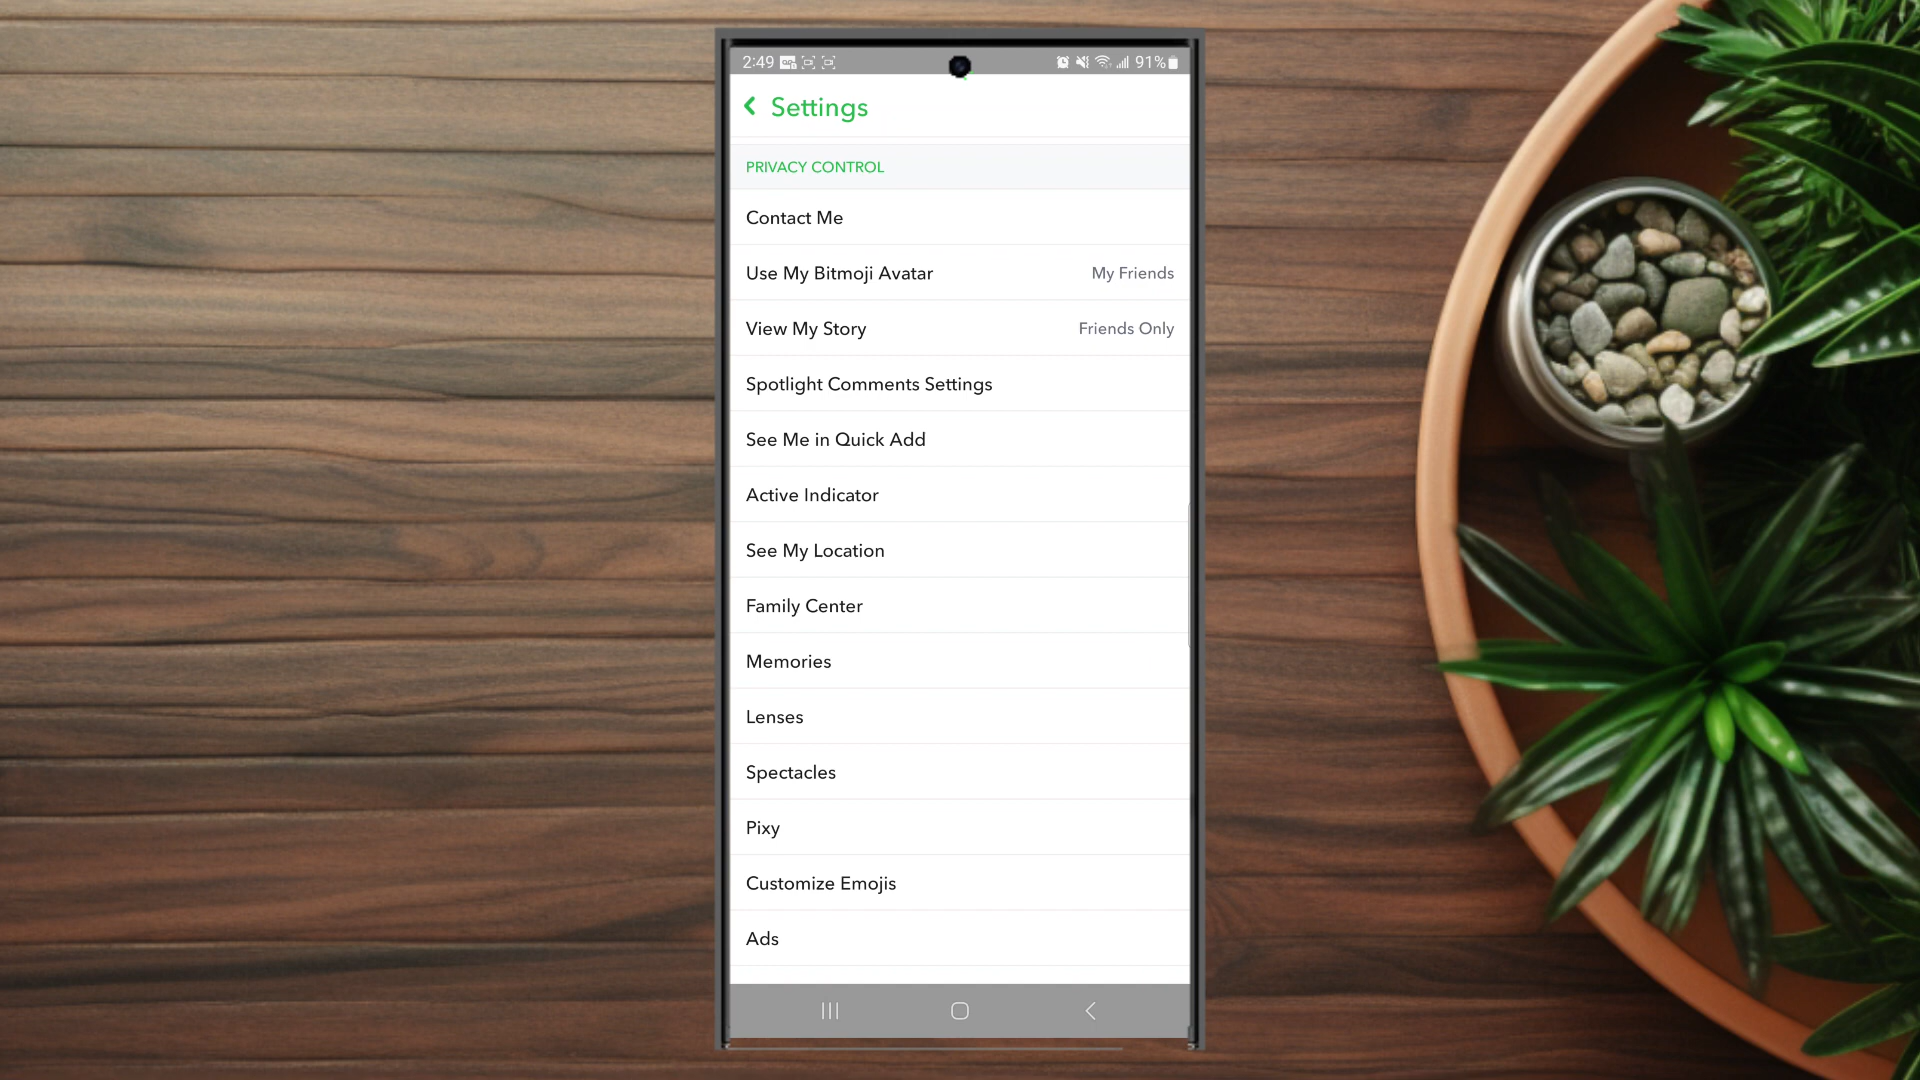 2:49 91%
Settings
PRIVACY CONTROL
Contact Me
Use My Bitmoji Avatar My Friends
View My Story Friends Only
Spotlight Comments Settings
See Me in Quick Add
Active Indicator
See My Location
Family Center
Memories
Lenses
Spectacles
Pixy
Customize Emojis
Ads